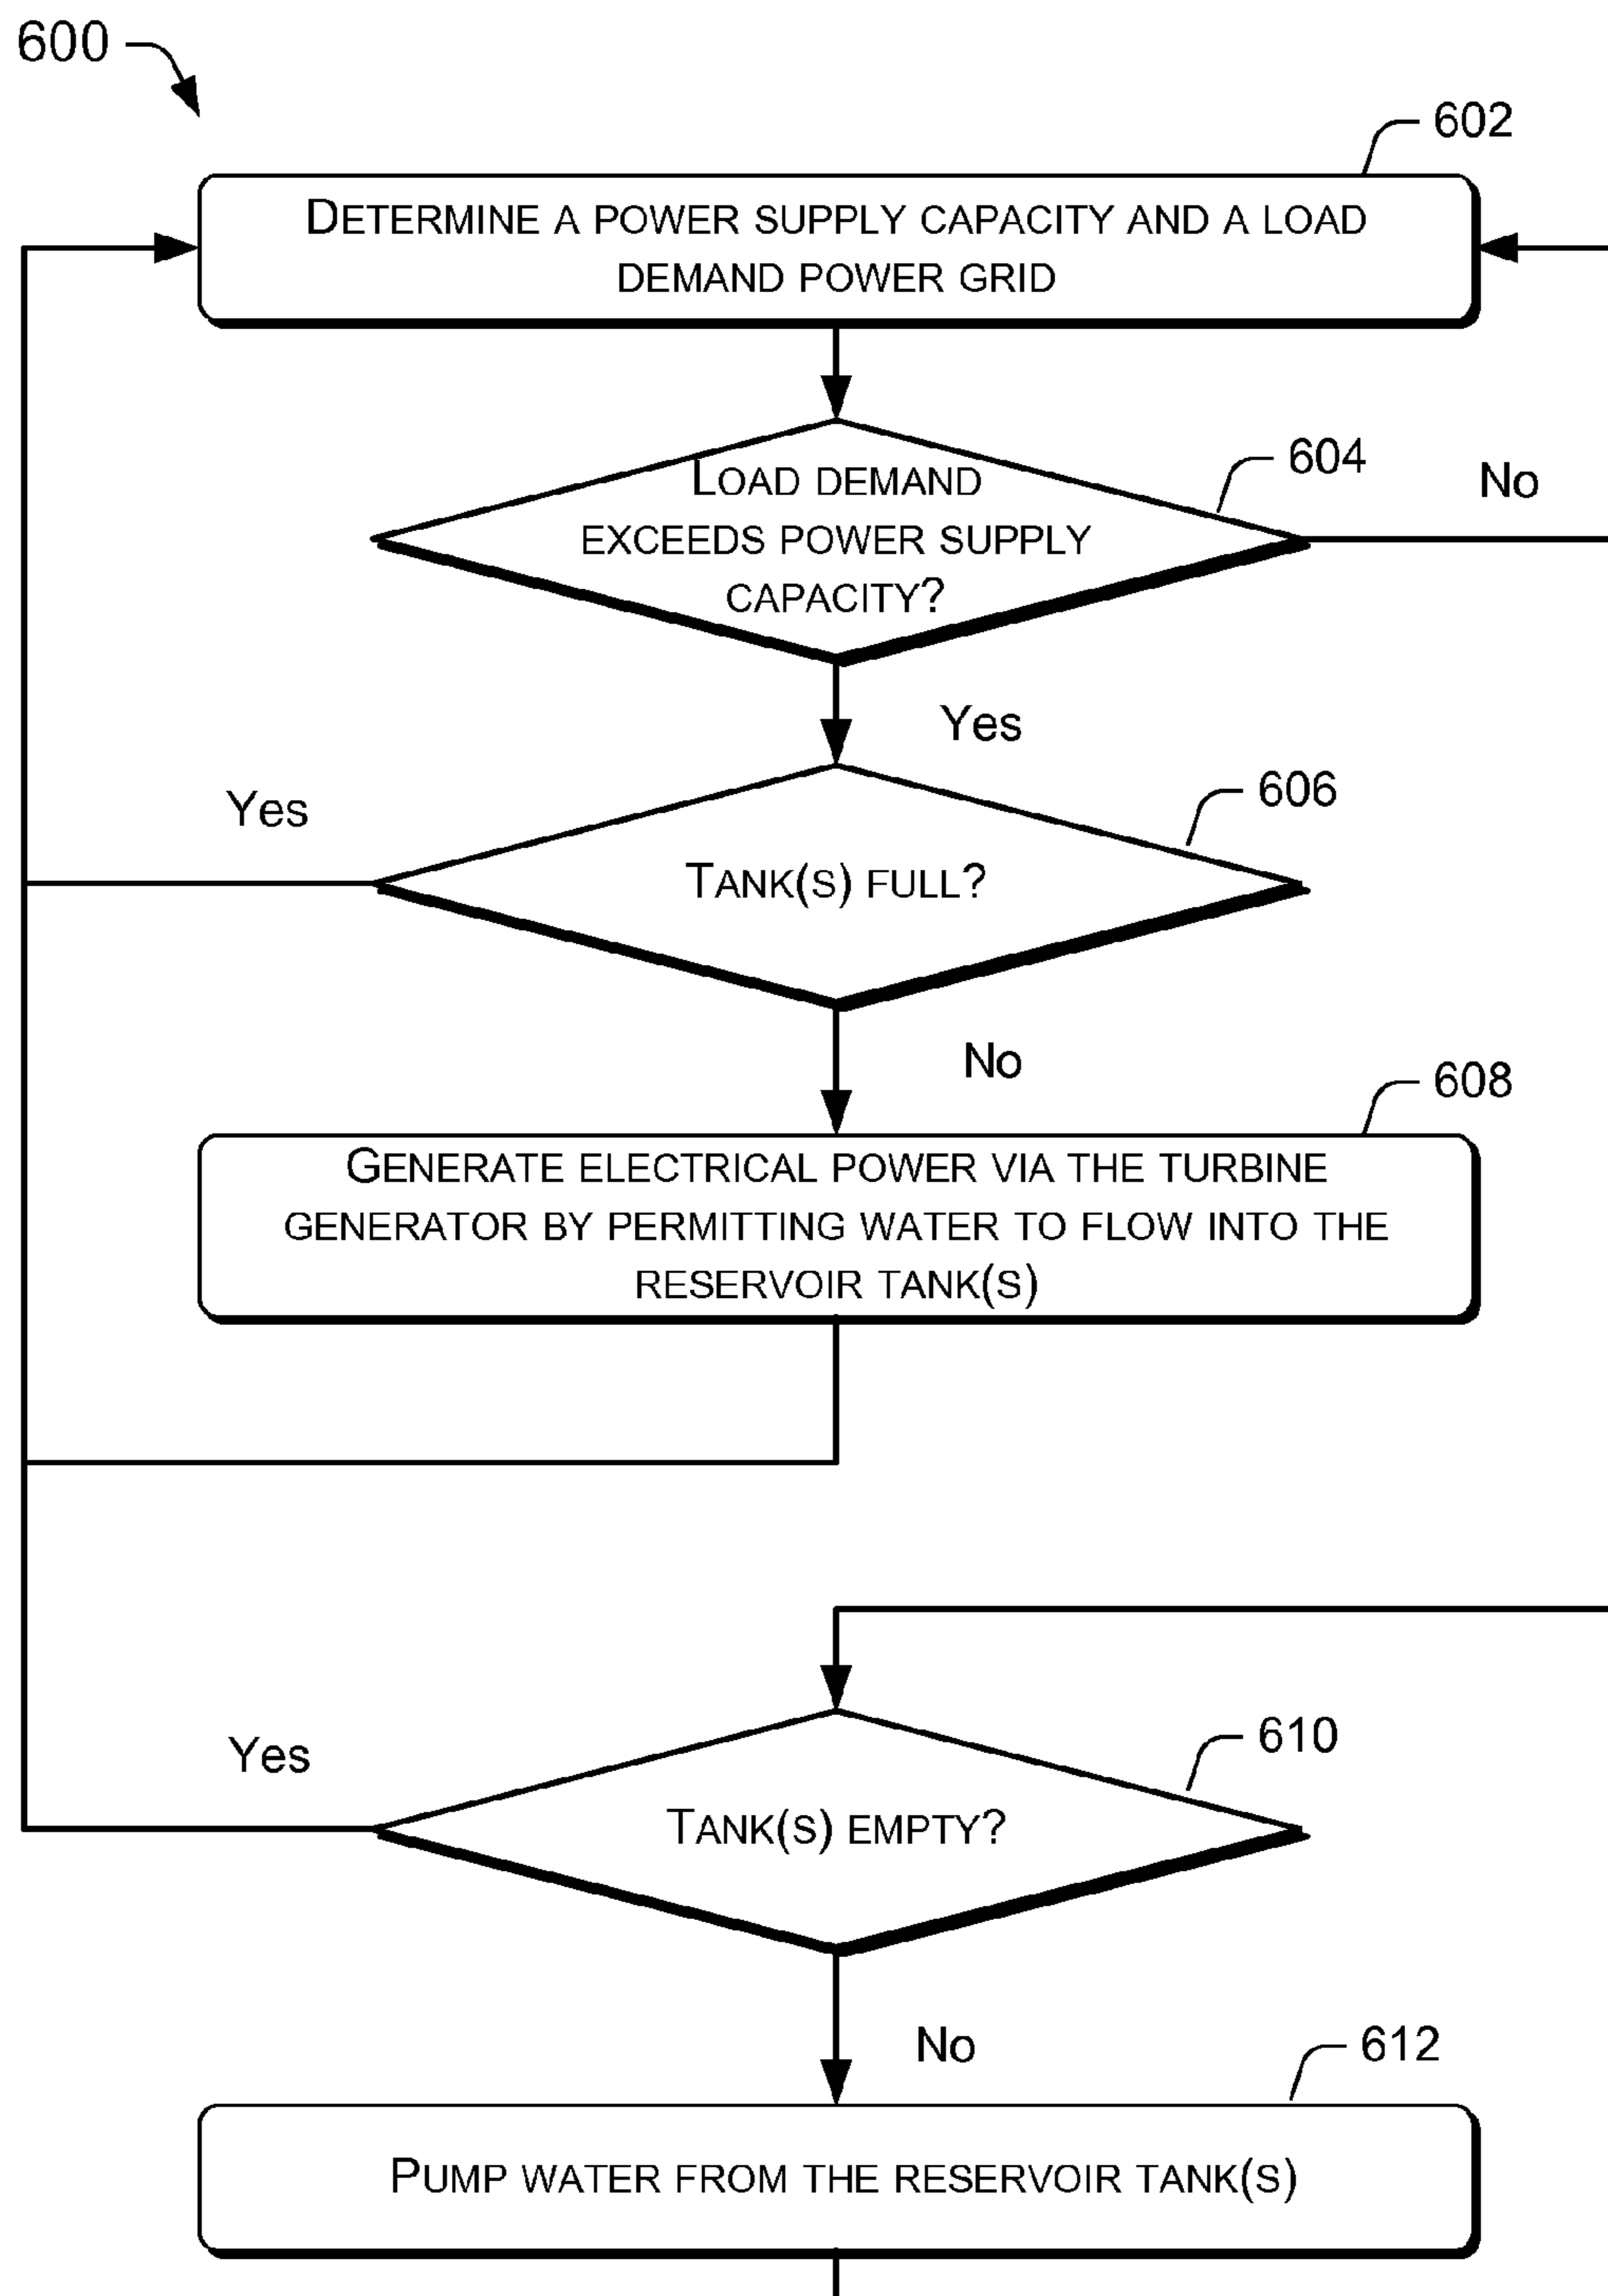 600
602
DETERMINE A POWER SUPPLY CAPACITY AND A LOAD
DEMAND POWER GRID
604
No
LOAD DEMAND
EXCEEDS POWER SUPPLY
CAPACITY?
Yes
606
Yes
TANK(S) FULL?
No
608
GENERATE ELECTRICAL POWER VIA THE TURBINE
GENERATOR BY PERMITTING WATER TO FLOW INTO THE
RESERVOIR TANK(S)
610
Yes
TANK(S) EMPTY?
No
612
PUMP WATER FROM THE RESERVOIR TANK(S)